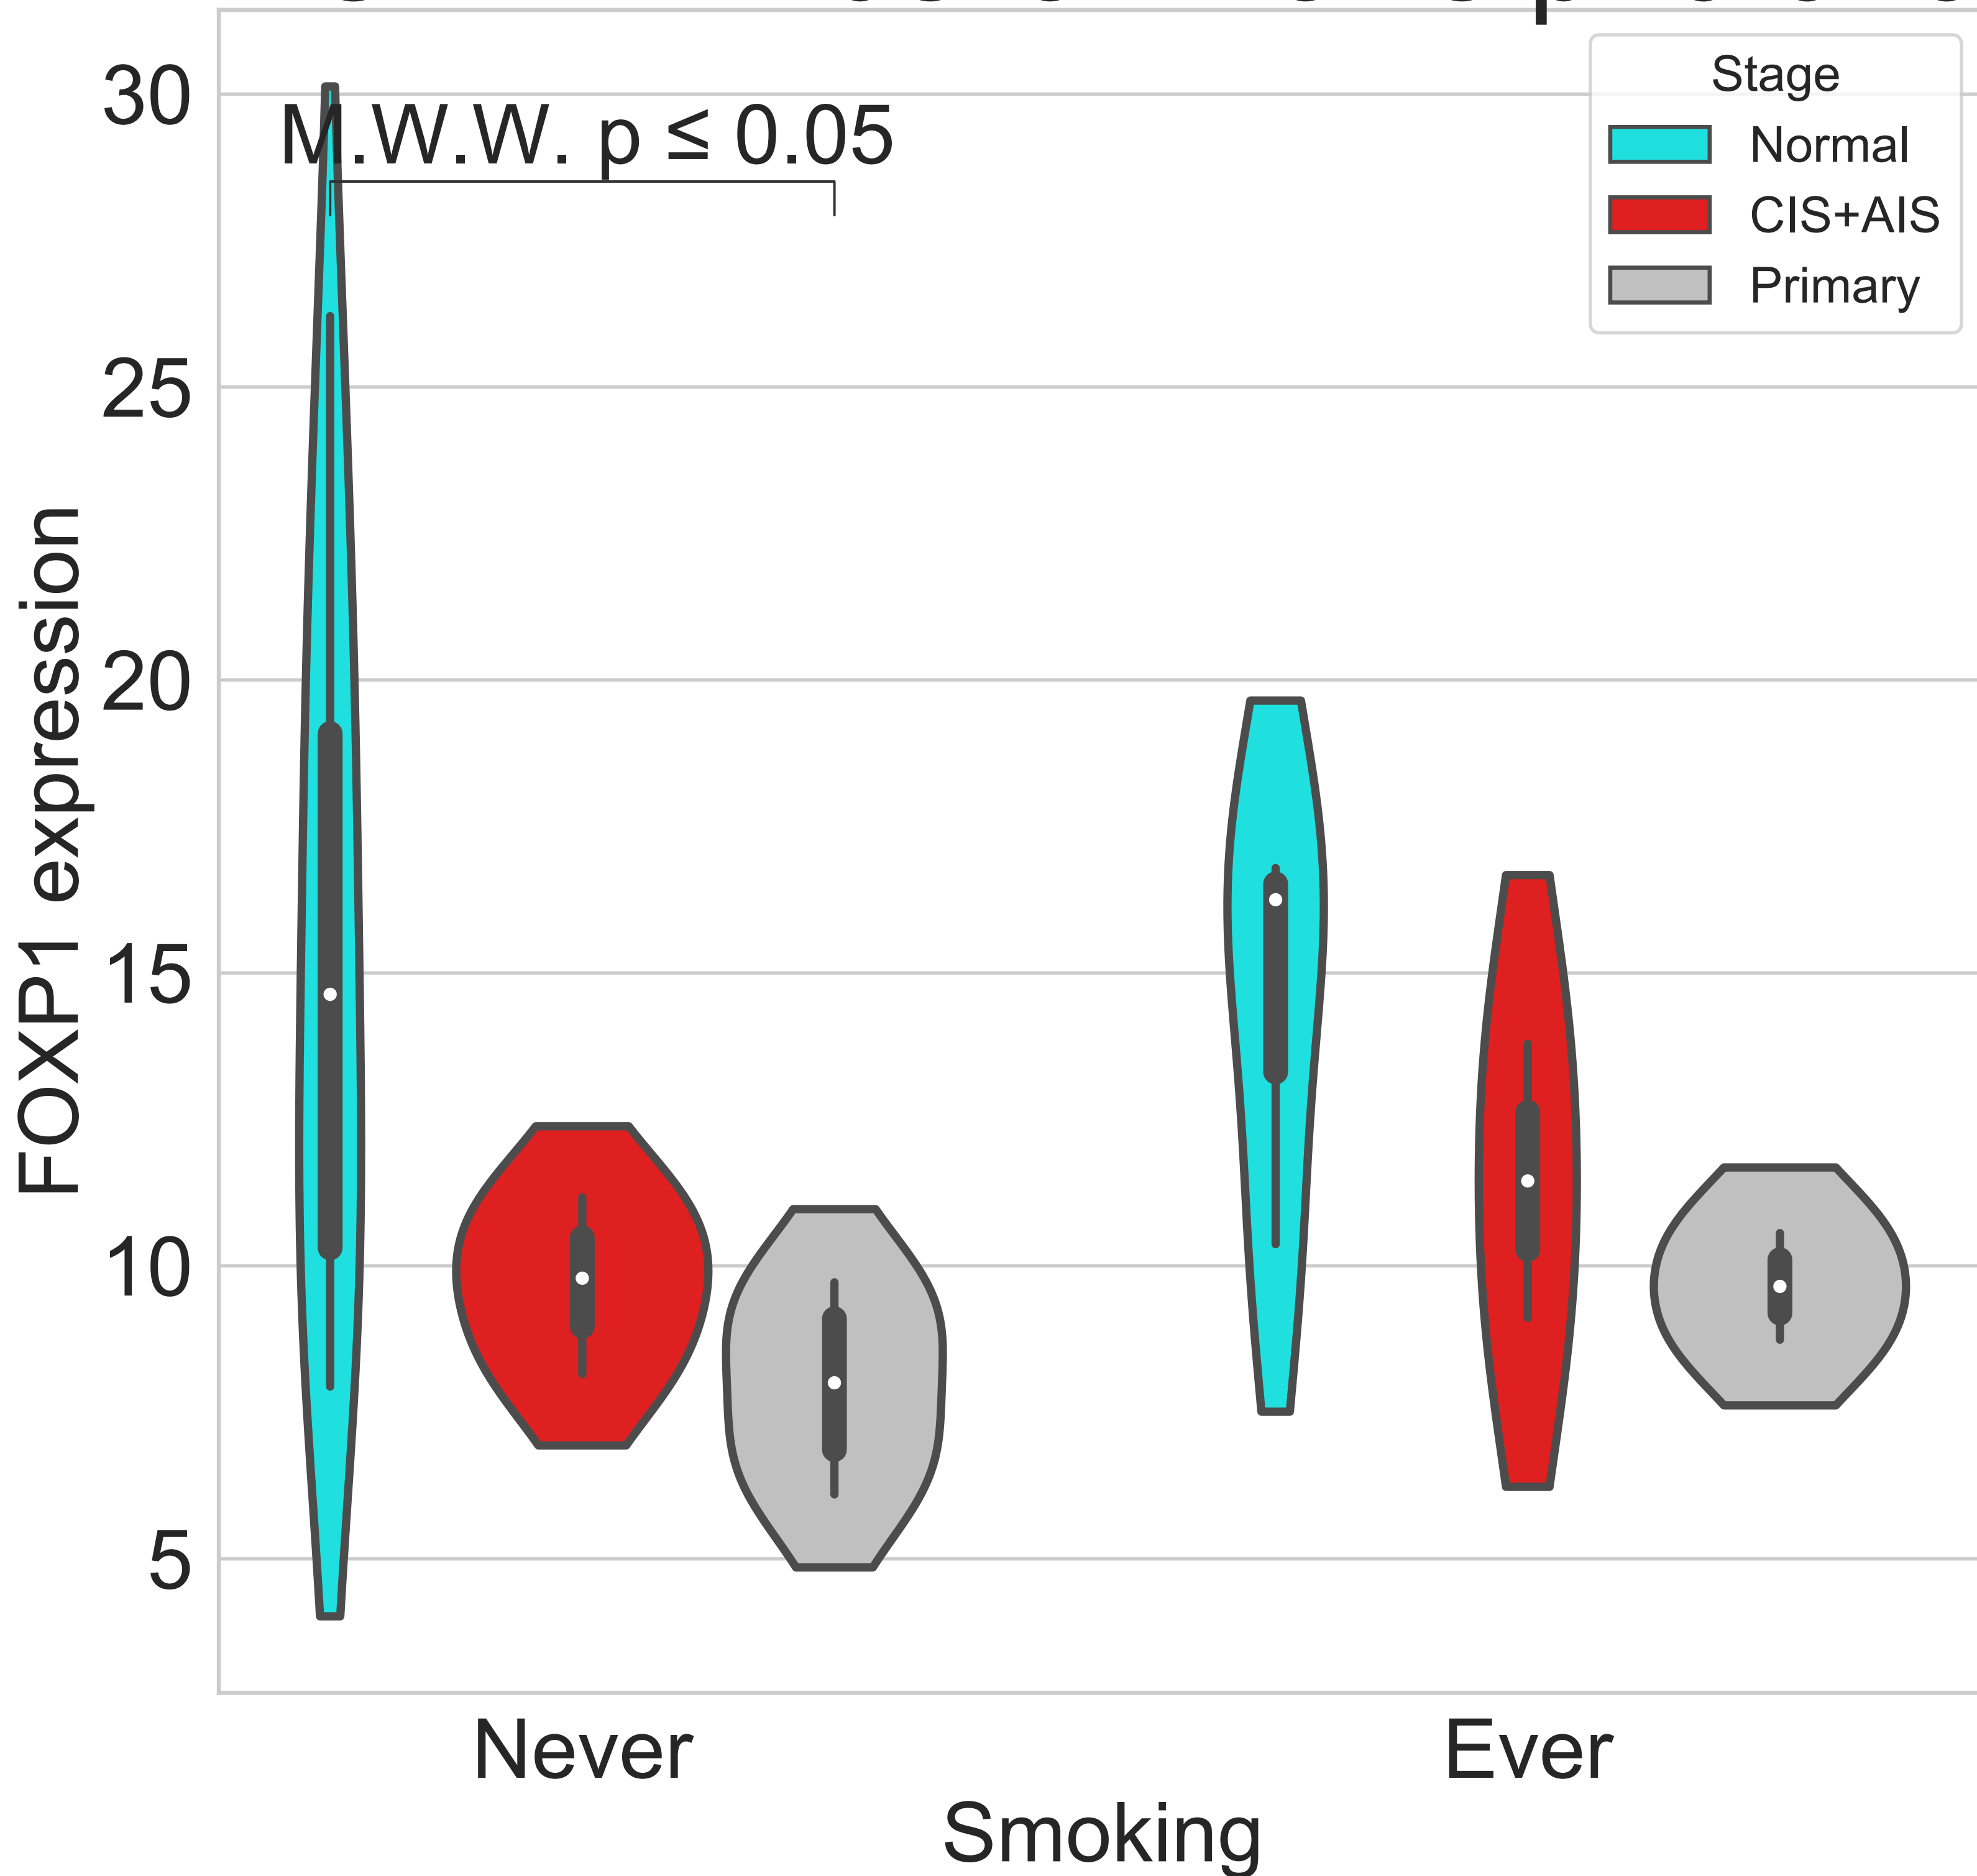 30
25
20
15
10
5
FOXP1 expression
M.W.W. p ≤ 0.05
Stage
Normal
CIS+AIS
Primary
Never
Ever
Smoking